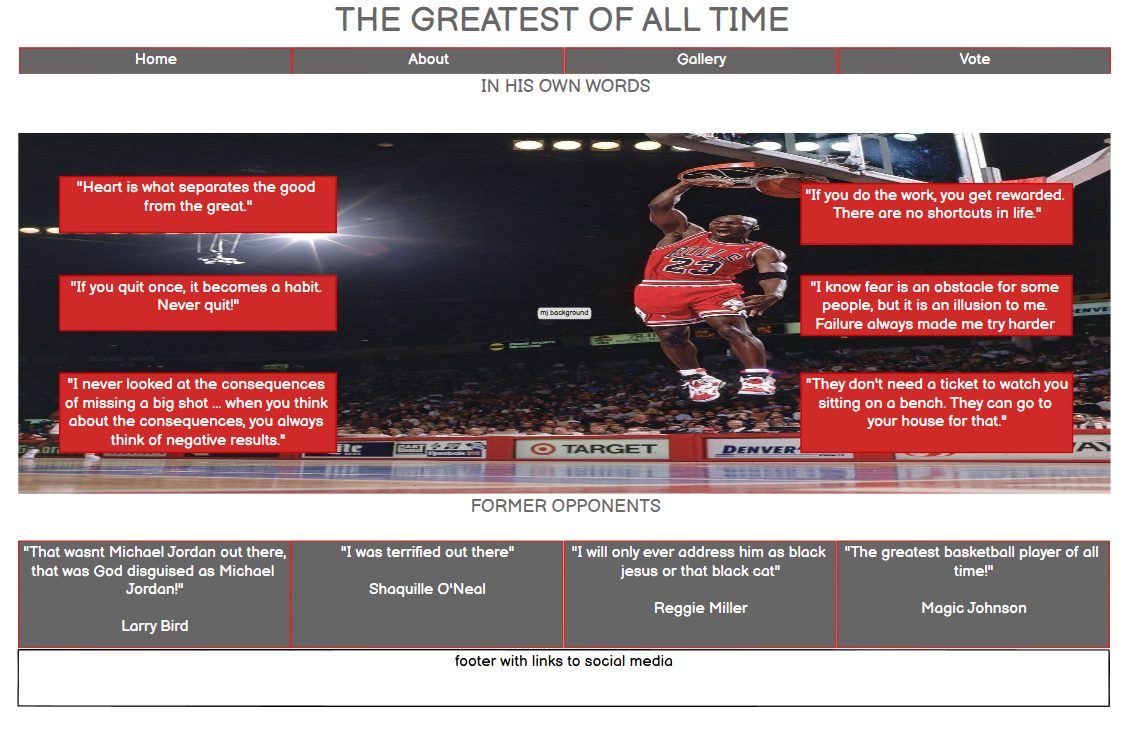 THE GREATEST OF ALL TIME
Home
About
Gallery
Vote
IN HIS OWN WORDS
"Heart is what separates the good
from the great."
"If you do the work, you get rewarded.
There are no shortcuts in life."
"If you quit once, it becomes a habit.
Never quit!"
"I know fear is an obstacle for some
people, but it is an illusion to me.
Failure always made me try harder
BULLS
23
mj background
"I never looked at the consequences
of missing a big shot ... when you think
about the consequences, you always
think of negative results."
"They don't need a ticket to watch you
sitting on a bench. They can go to
your house for that."
TARGET
DENVER
FORMER OPPONENTS
"That wasnt Michael Jordan out there,
that was God disguised as Michael
Jordan!"
Larry Bird
"I was terrified out there"
Shaquille O'Neal
"I will only ever address him as black
jesus or that black cat"
Reggie Miller
"The greatest basketball player of all
time!"
Magic Johnson
footer with links to social media